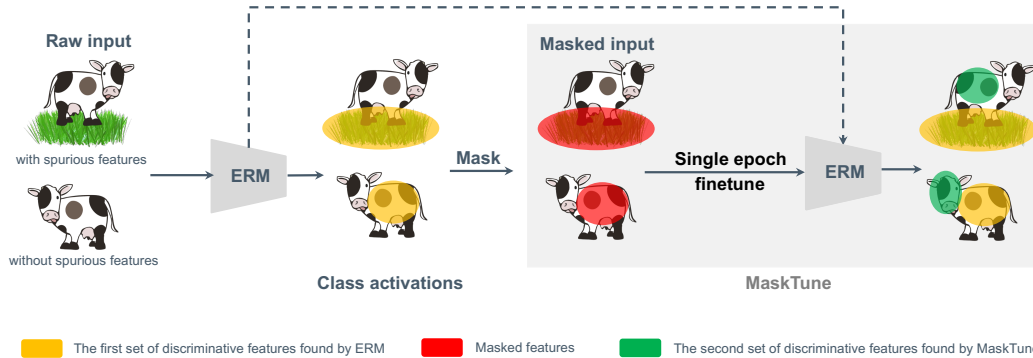 Raw input
with spurious features
without spurious features
ERM
Class activations
Mask
Masked input
Single epoch
finetune
ERM
MaskTune
The first set of discriminative features found by ERM
Masked features
The second set of discriminative features found by MaskTune